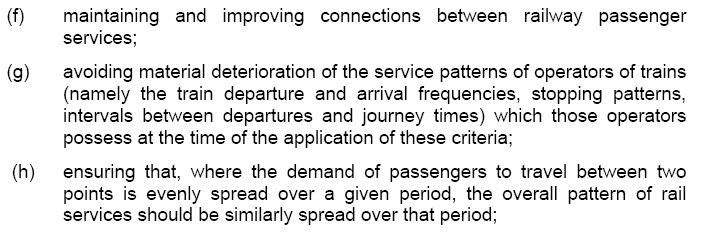 (f) maintaining and improving connections between railway passenger
services;
(g) avoiding material deterioration of the service patterns of operators of trains
(namely the train departure and arrival frequencies, stopping patterns,
intervals between departures and journey times) which those operators
possess at the time of the application of these criteria;
(h) ensuring that, where the demand of passengers to travel between two
points is evenly spread over a given period, the overall pattern of rail
services should be similarly spread over that period;